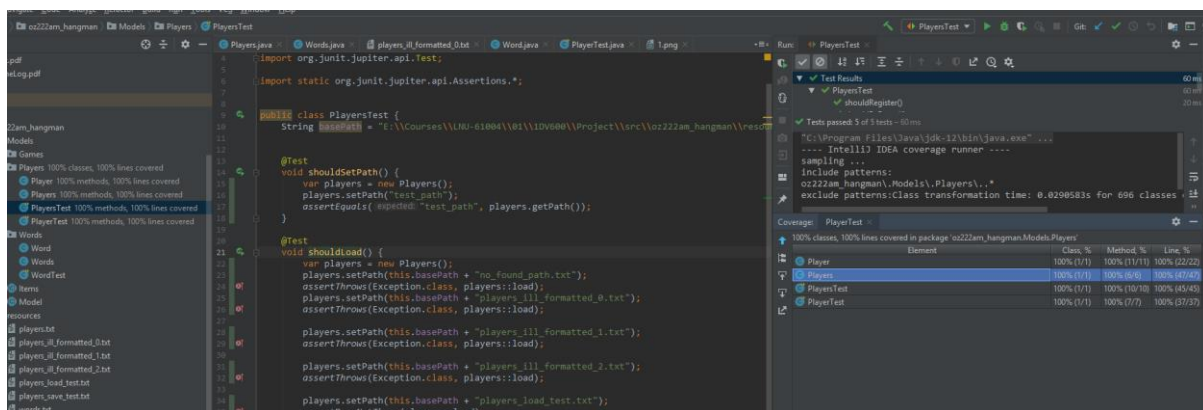 oz222am_hangman Models Players PlayersTest
PlayersTest
Git:
.pdf
neLog.pdf
22am_hangman
Models
Games
Players 100% classes, 100% lines covered
Player 100% methods, 100% lines covered
Players 100% methods, 100% lines covered
PlayersTest 100% methods, 100% lines covered
PlayerTest 100% methods, 100% lines covered
Words
Word
Words
WordTest
Items
Model
resources
players.txt
players_ill_formatted_0.txt
players_ill_formatted_1.txt
players_ill_formatted_2.txt
players_load_test.txt
players_save_test.txt
words.txt
Players.java Words.java players_ill_formatted_0.txt Word.java PlayerTest.java 1.png
import org.junit.jupiter.api.Test;
import static org.junit.jupiter.api.Assertions.*;
public class PlayersTest {
String basePath = "E:\\Courses\\LNU-61004\\01\\1DV600\\Project\\src\\oz222am_hangman\\resou
@Test
void shouldSetPath() {
var players = new Players();
players.setPath("test_path");
assertEquals( expected: "test_path", players.getPath());
}
@Test
void shouldLoad() {
var players = new Players();
players.setPath(this.basePath + "no_found_path.txt");
assertThrows(Exception.class, players::load);
players.setPath(this.basePath + "players_ill_formatted_0.txt");
assertThrows(Exception.class, players::load);
players.setPath(this.basePath + "players_ill_formatted_1.txt");
assertThrows(Exception.class, players::load);
players.setPath(this.basePath + "players_ill_formatted_2.txt");
assertThrows(Exception.class, players::load);
players.setPath(this.basePath + "players_load_test.txt");
Run: PlayersTest
Test Results 60 ms
PlayersTest 60 ms
shouldRegister() 20 ms
Tests passed: 5 of 5 tests – 60 ms
"C:\Program Files\Java\jdk-12\bin\java.exe" ...
---- IntelliJ IDEA coverage runner ----
sampling ...
include patterns:
oz222am_hangman\.Models\.Players\..*
exclude patterns:Class transformation time: 0.0290583s for 696 classes
Coverage: PlayerTest
100% classes, 100% lines covered in package 'oz222am_hangman.Models.Players'
Element Class, % Method, % Line, %
Player 100% (1/1) 100% (11/11) 100% (22/22)
Players 100% (1/1) 100% (6/6) 100% (47/47)
PlayersTest 100% (1/1) 100% (10/10) 100% (45/45)
PlayerTest 100% (1/1) 100% (7/7) 100% (37/37)